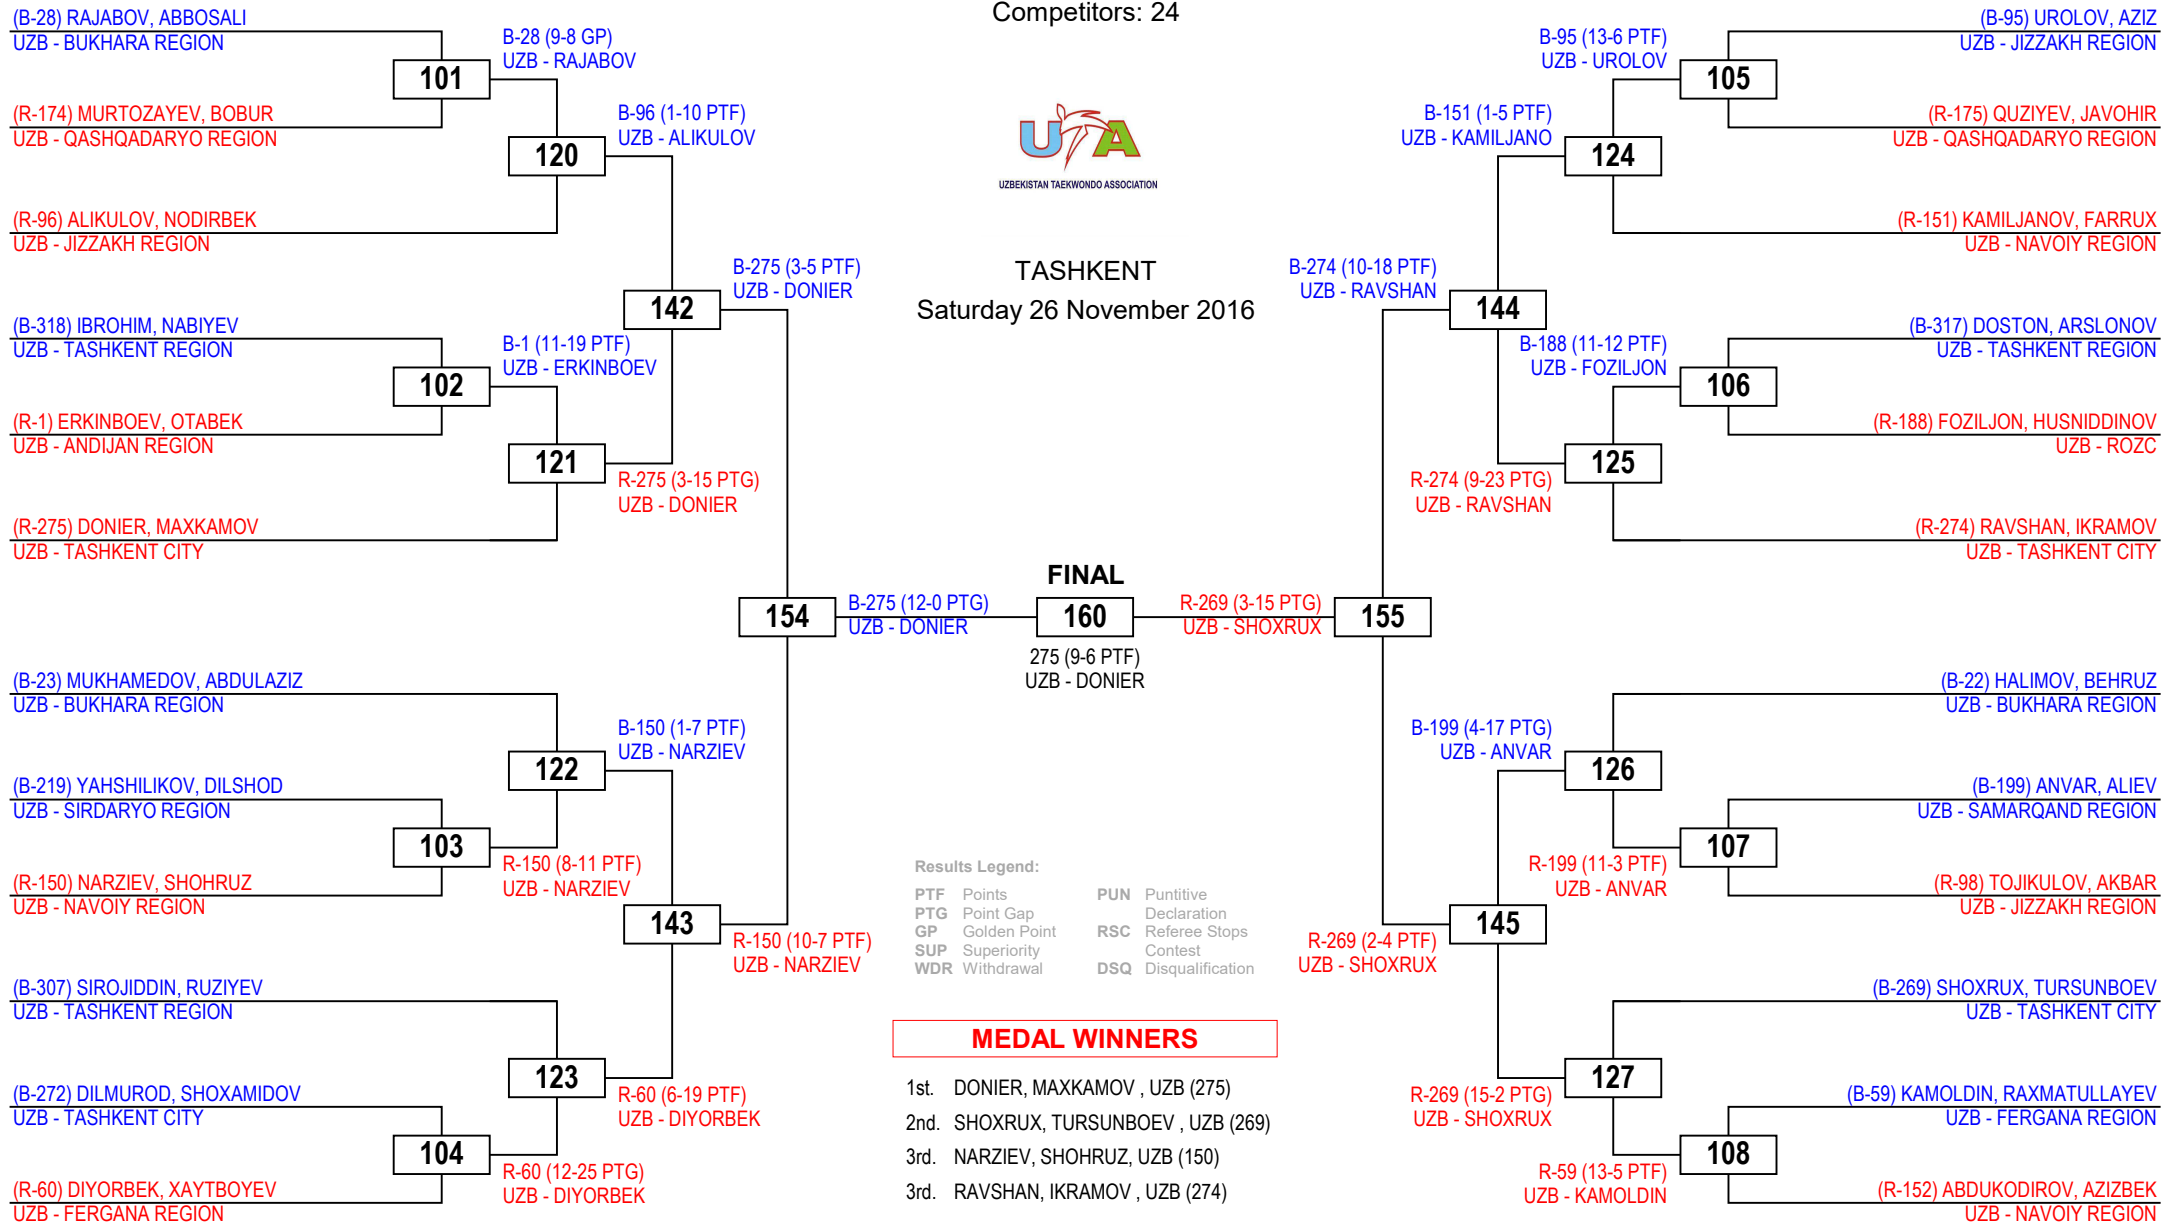 Competitors: 24
UTA
UZBEKISTAN TAEKWONDO ASSOCIATION
TASHKENT
Saturday 26 November 2016
(B-28) RAJABOV, ABBOSALI
UZB - BUKHARA REGION
101
(R-174) MURTOZAYEV, BOBUR
UZB - QASHQADARYO REGION
B-28 (9-8 GP)
UZB - RAJABOV
120
(R-96) ALIKULOV, NODIRBEK
UZB - JIZZAKH REGION
B-96 (1-10 PTF)
UZB - ALIKULOV
142
(B-318) IBROHIM, NABIYEV
UZB - TASHKENT REGION
102
(R-1) ERKINBOEV, OTABEK
UZB - ANDIJAN REGION
B-1 (11-19 PTF)
UZB - ERKINBOEV
121
(R-275) DONIER, MAXKAMOV
UZB - TASHKENT CITY
R-275 (3-15 PTG)
UZB - DONIER
B-275 (3-5 PTF)
UZB - DONIER
154
(B-23) MUKHAMEDOV, ABDULAZIZ
UZB - BUKHARA REGION
122
(B-219) YAHSHILIKOV, DILSHOD
UZB - SIRDARYO REGION
103
(R-150) NARZIEV, SHOHRUZ
UZB - NAVOIY REGION
R-150 (8-11 PTF)
UZB - NARZIEV
B-150 (1-7 PTF)
UZB - NARZIEV
143
(B-307) SIROJIDDIN, RUZIYEV
UZB - TASHKENT REGION
123
(B-272) DILMUROD, SHOXAMIDOV
UZB - TASHKENT CITY
104
(R-60) DIYORBEK, XAYTBOYEV
UZB - FERGANA REGION
R-60 (12-25 PTG)
UZB - DIYORBEK
R-60 (6-19 PTF)
UZB - DIYORBEK
R-150 (10-7 PTF)
UZB - NARZIEV
B-275 (12-0 PTG)
UZB - DONIER
FINAL
160
275 (9-6 PTF)
UZB - DONIER
R-269 (3-15 PTG)
UZB - SHOXRUX
155
(B-95) UROLOV, AZIZ
UZB - JIZZAKH REGION
105
(R-175) QUZIYEV, JAVOHIR
UZB - QASHQADARYO REGION
B-95 (13-6 PTF)
UZB - UROLOV
124
(R-151) KAMILJANOV, FARRUX
UZB - NAVOIY REGION
B-151 (1-5 PTF)
UZB - KAMILJANO
144
(B-317) DOSTON, ARSLONOV
UZB - TASHKENT REGION
106
(R-188) FOZILJON, HUSNIDDINOV
UZB - ROZC
B-188 (11-12 PTF)
UZB - FOZILJON
125
(R-274) RAVSHAN, IKRAMOV
UZB - TASHKENT CITY
R-274 (9-23 PTG)
UZB - RAVSHAN
B-274 (10-18 PTF)
UZB - RAVSHAN
(B-22) HALIMOV, BEHRUZ
UZB - BUKHARA REGION
126
(B-199) ANVAR, ALIEV
UZB - SAMARQAND REGION
107
(R-98) TOJIKULOV, AKBAR
UZB - JIZZAKH REGION
R-199 (11-3 PTF)
UZB - ANVAR
B-199 (4-17 PTG)
UZB - ANVAR
145
(B-269) SHOXRUX, TURSUNBOEV
UZB - TASHKENT CITY
127
(B-59) KAMOLDIN, RAXMATULLAYEV
UZB - FERGANA REGION
108
(R-152) ABDUKODIROV, AZIZBEK
UZB - NAVOIY REGION
R-59 (13-5 PTF)
UZB - KAMOLDIN
R-269 (15-2 PTG)
UZB - SHOXRUX
R-269 (2-4 PTF)
UZB - SHOXRUX
Results Legend:
PTF Points
PTG Point Gap
GP Golden Point
SUP Superiority
WDR Withdrawal
PUN Puntitive
Declaration
RSC Referee Stops
Contest
DSQ Disqualification
MEDAL WINNERS
1st. DONIER, MAXKAMOV , UZB (275)
2nd. SHOXRUX, TURSUNBOEV , UZB (269)
3rd. NARZIEV, SHOHRUZ, UZB (150)
3rd. RAVSHAN, IKRAMOV , UZB (274)